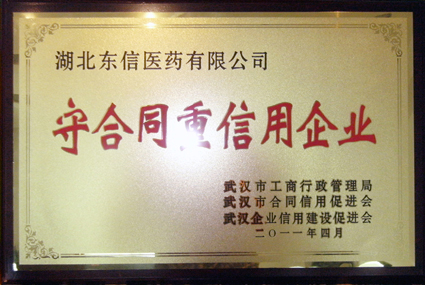 湖北东信医药有限公司
守合同重信用企业
武汉市工商行政管理局
武汉市合同信用促进会
武汉企业信用建设促进会
二〇一一年四月